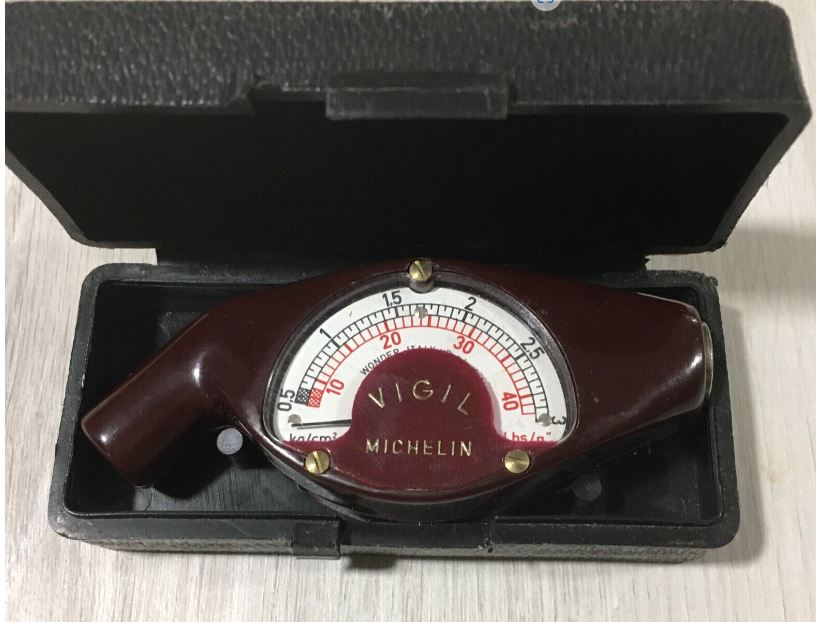 0.5 1 1.5 2 2.5 3
10 20 30 40
WONDER ITALY
kg/cm² Lbs/p"
VIGIL
MICHELIN